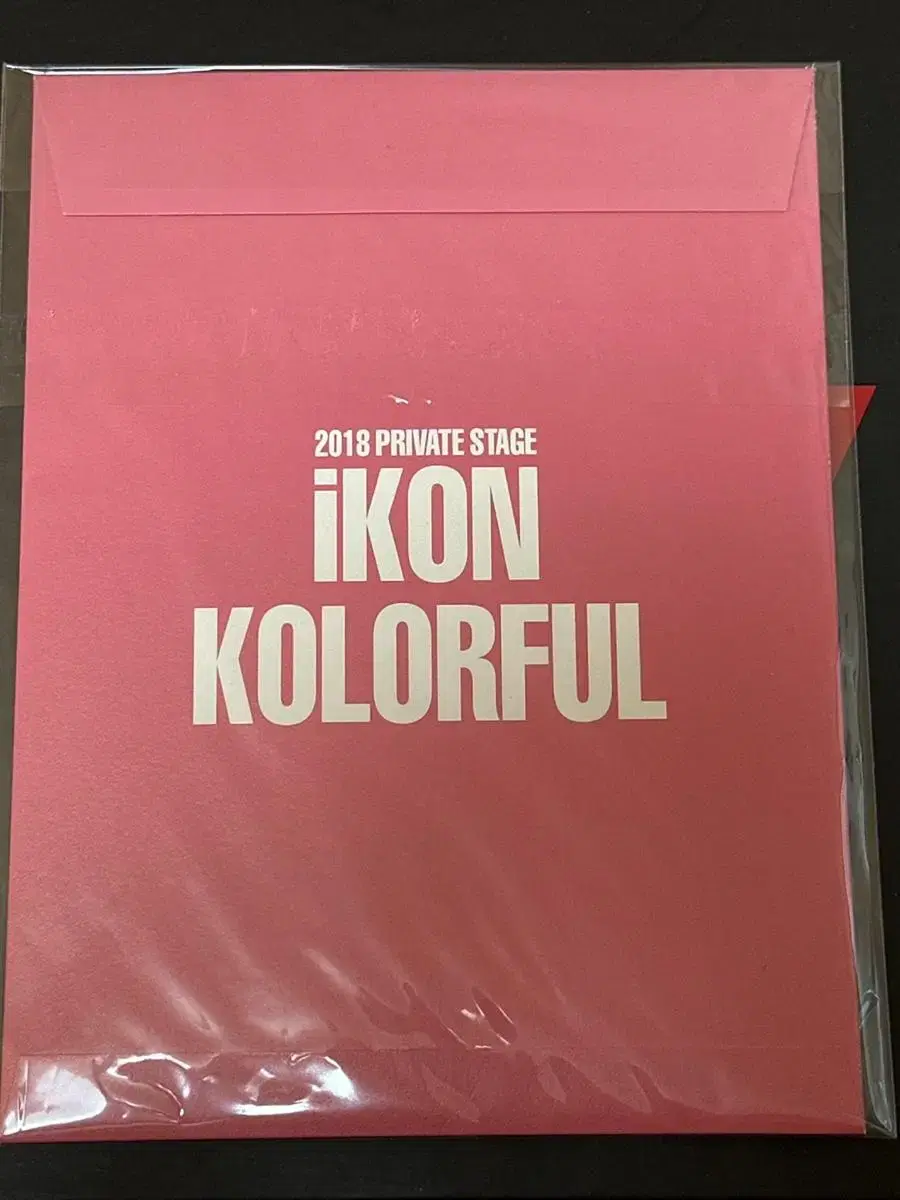 2018 PRIVATE STAGE
iKON
KOLORFUL